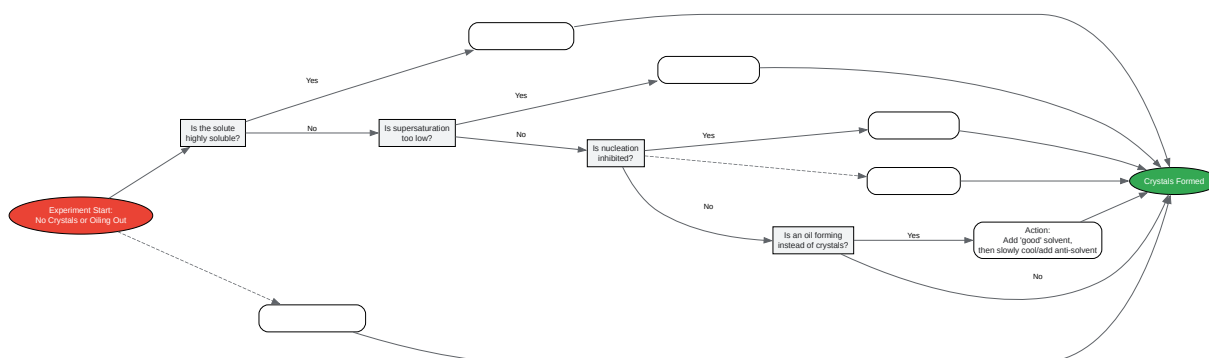 Yes
Yes
Is the solute
highly soluble?
No
Is supersaturation
too low?
No
Is nucleation
inhibited?
Yes
Crystals Formed
Experiment Start:
No Crystals or Oiling Out
No
Is an oil forming
instead of crystals?
Yes
Action:
Add 'good' solvent,
then slowly cool/add anti-solvent
No